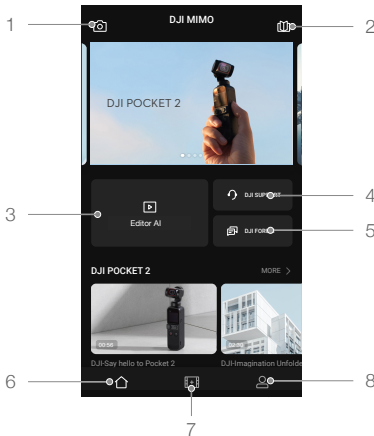 1
DJI MIMO
2
DJI POCKET 2
3
Editor AI
DJI SUPPORT
4
DJI FORUM
5
DJI POCKET 2
MORE
00:56
DJI-Say hello to Pocket 2
DJI-Imagination Unfolde
6
7
8